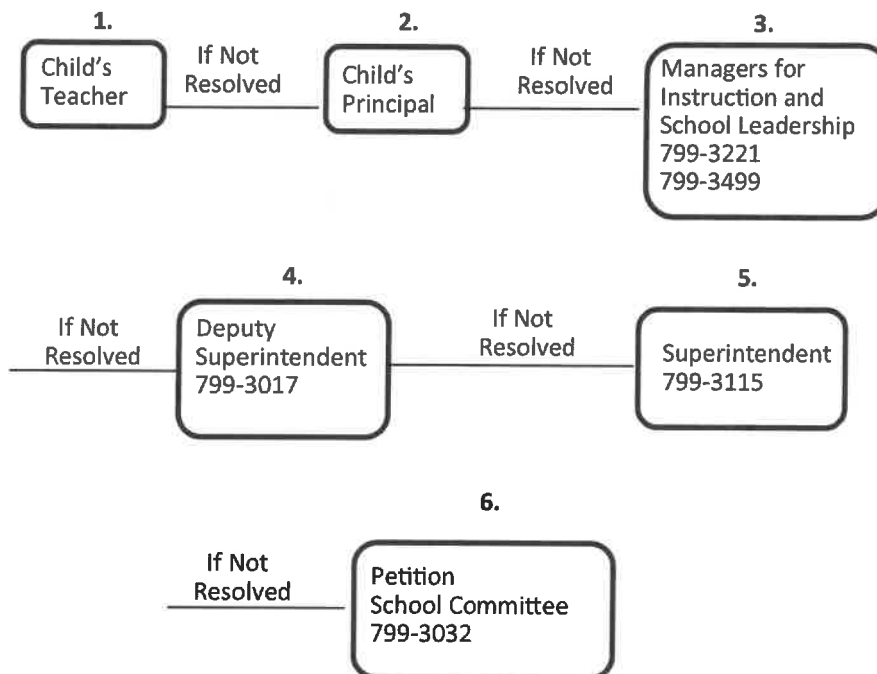 1.
Child's
Teacher
If Not
Resolved
2.
Child's
Principal
If Not
Resolved
3.
Managers for
Instruction and
School Leadership
799-3221
799-3499
If Not
Resolved
4.
Deputy
Superintendent
799-3017
If Not
Resolved
5.
Superintendent
799-3115
If Not
Resolved
6.
Petition
School Committee
799-3032